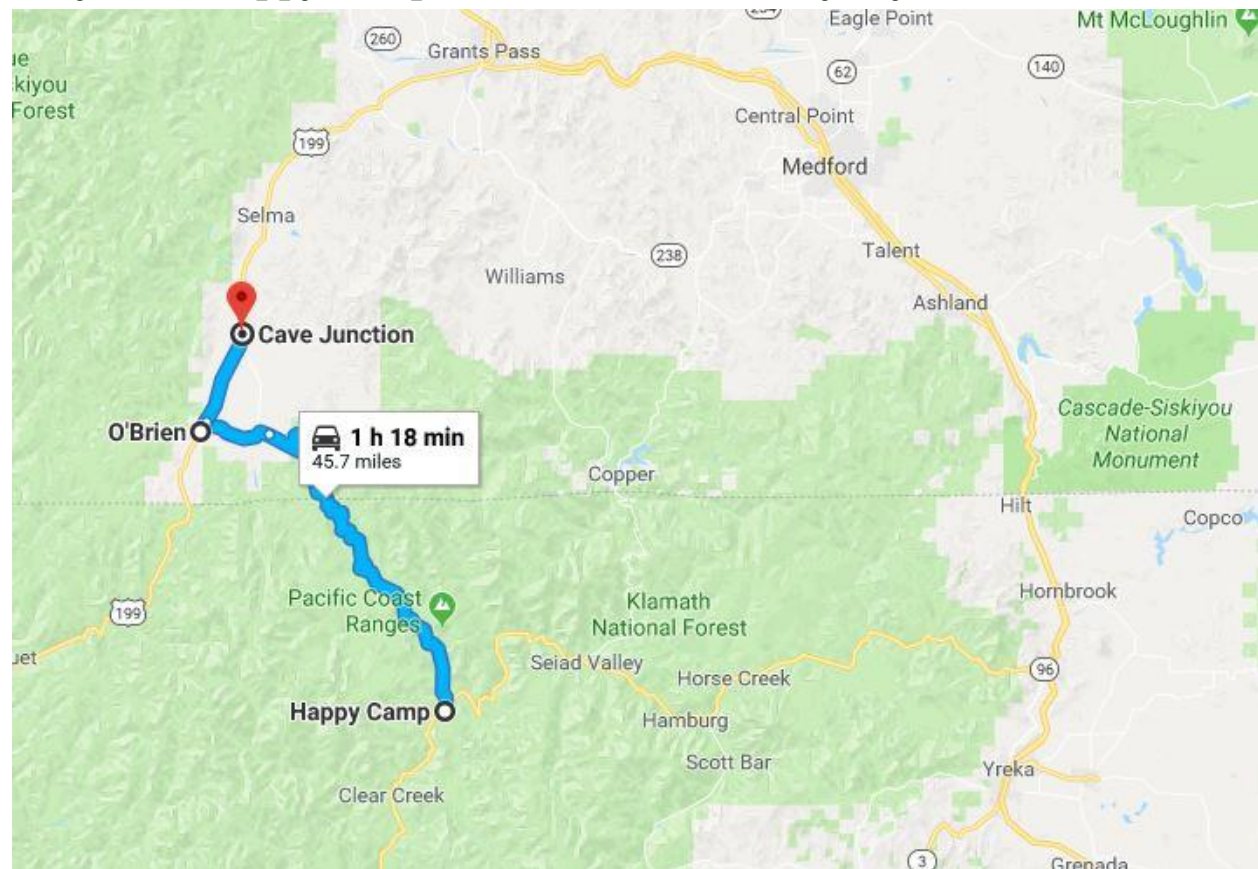 Eagle Point
Mt McLoughlin
260
Grants Pass
62
140
skiyou
Forest
Central Point
199
Medford
Selma
238
Talent
Williams
Ashland
Cave Junction
O'Brien
1 h 18 min
45.7 miles
Cascade-Siskiyou
National
Monument
Copper
Hilt
Copco
Pacific Coast
Ranges
Klamath
National Forest
Hornbrook
199
Seiad Valley
Horse Creek
96
Happy Camp
Hamburg
Scott Bar
Yreka
Clear Creek
3
Grenada